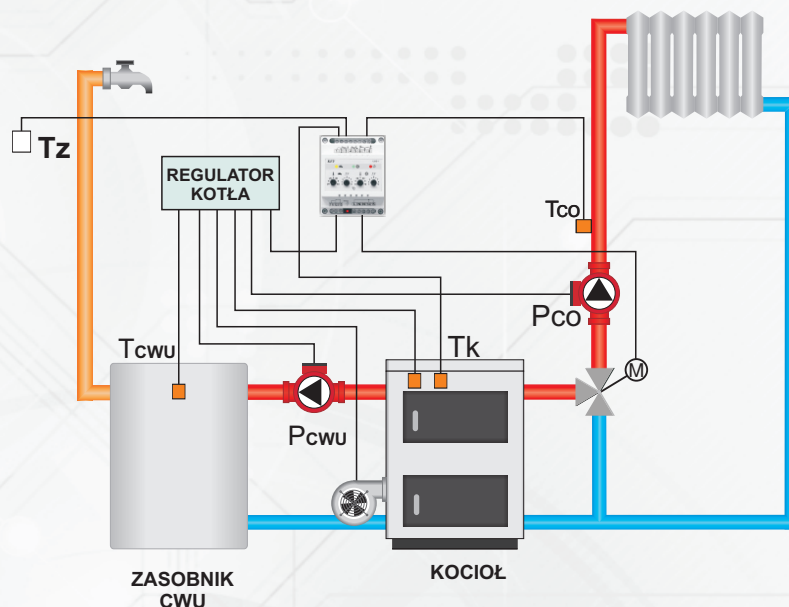 Tz
REGULATOR
KOTŁA
Tco
Pco
TCWU
Tk
M
PCWU
ZASOBNIK
CWU
KOCIOŁ